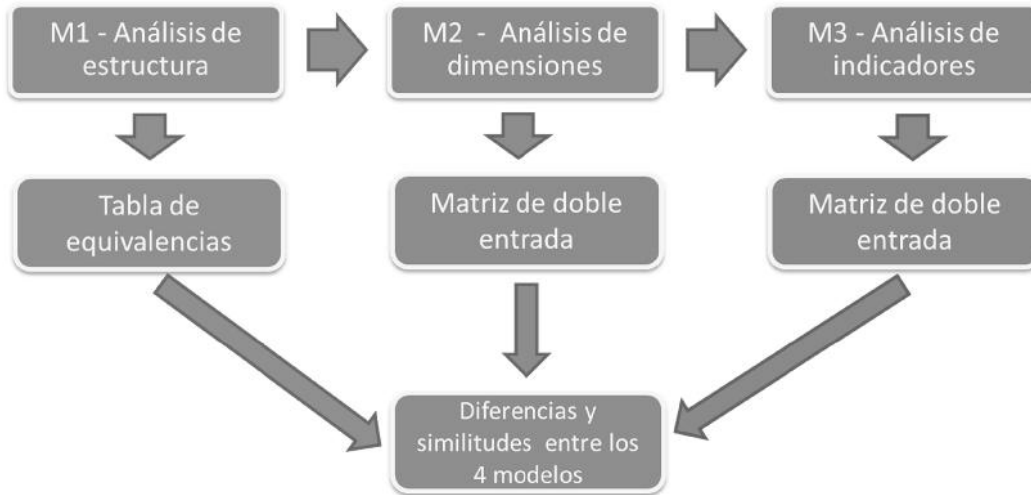 M1 - Análisis de
estructura
M2 - Análisis de
dimensiones
M3 - Análisis de
indicadores
Tabla de
equivalencias
Matriz de doble
entrada
Matriz de doble
entrada
Diferencias y
similitudes entre los
4 modelos